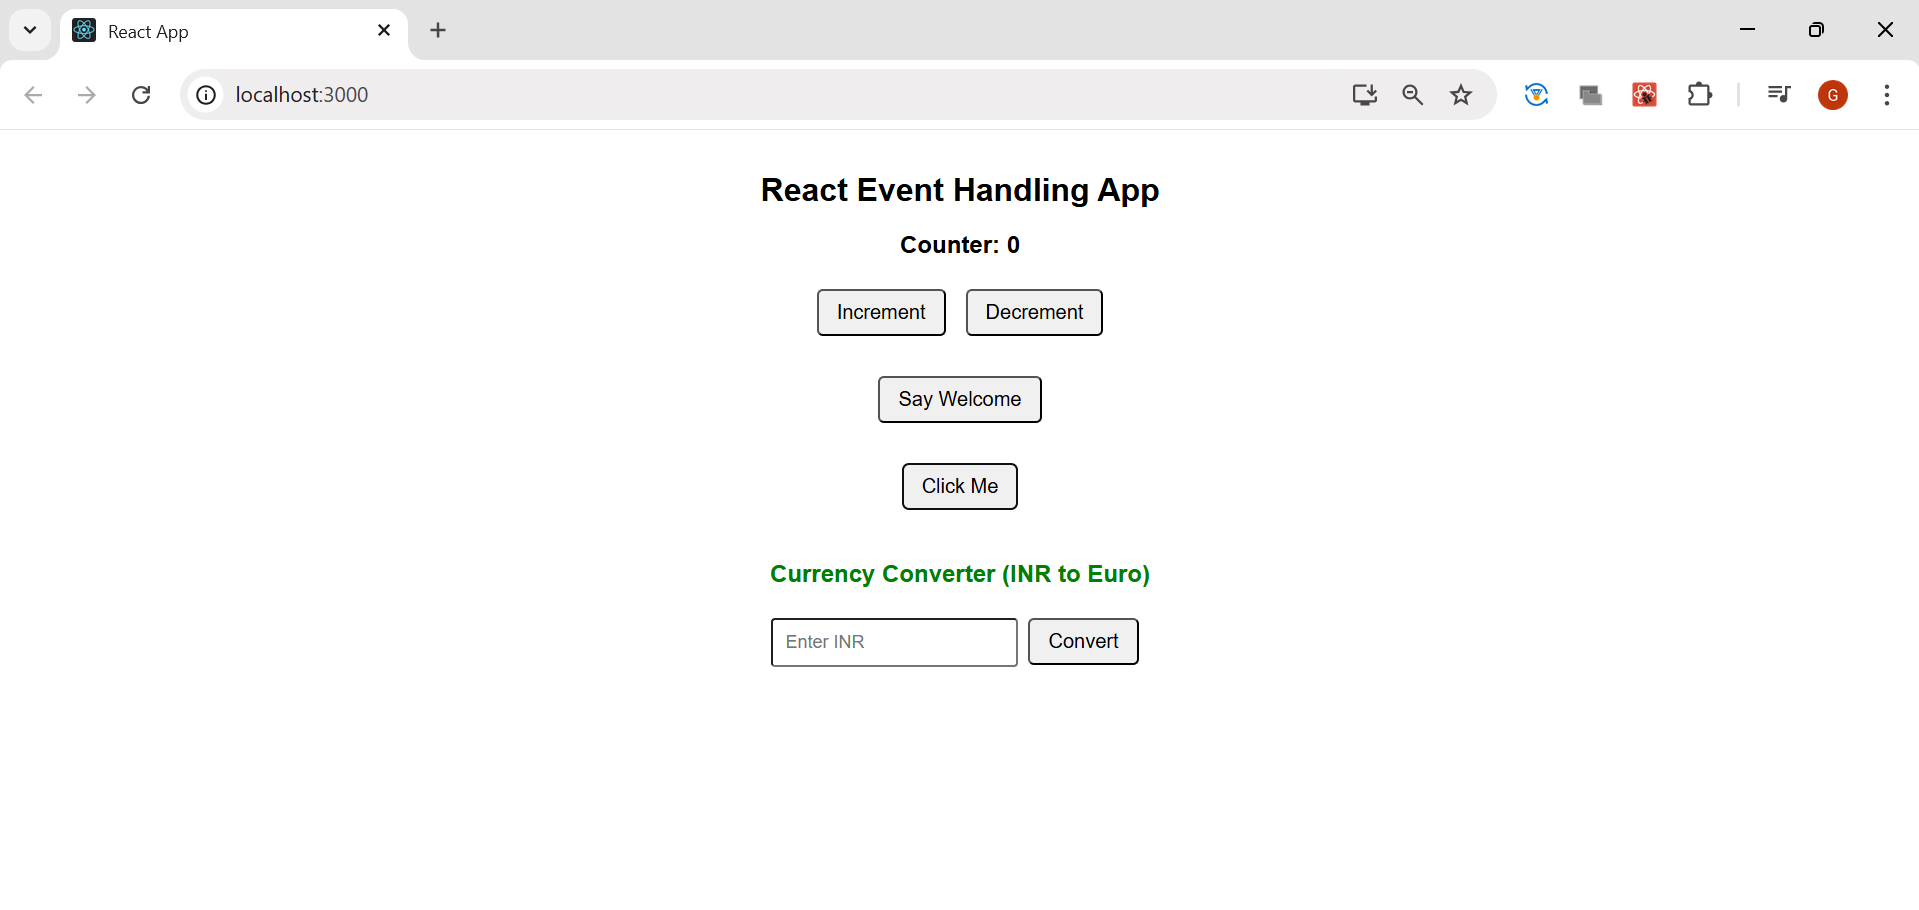 React App
localhost:3000
G
React Event Handling App
Counter: 0
Increment Decrement
Say Welcome
Click Me
Currency Converter (INR to Euro)
Enter INR Convert